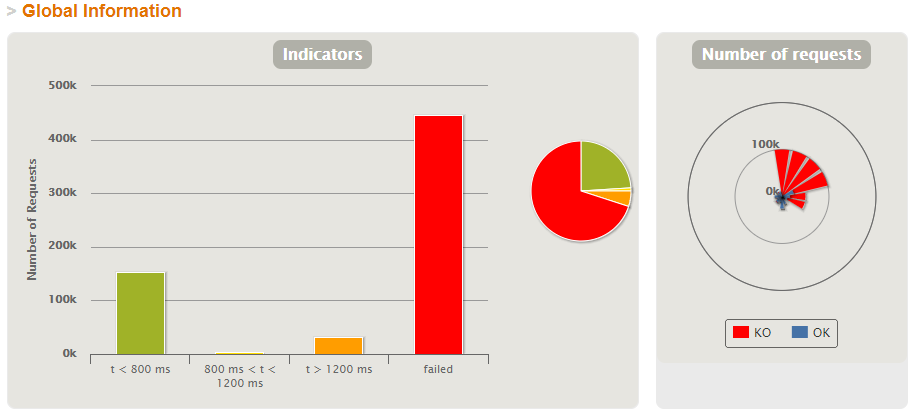 > Global Information
Indicators
Number of requests
500k
400k
300k
200k
100k
0k
Number of Requests
t < 800 ms
800 ms < t <
1200 ms
t > 1200 ms
failed
100k
0k
KO
OK